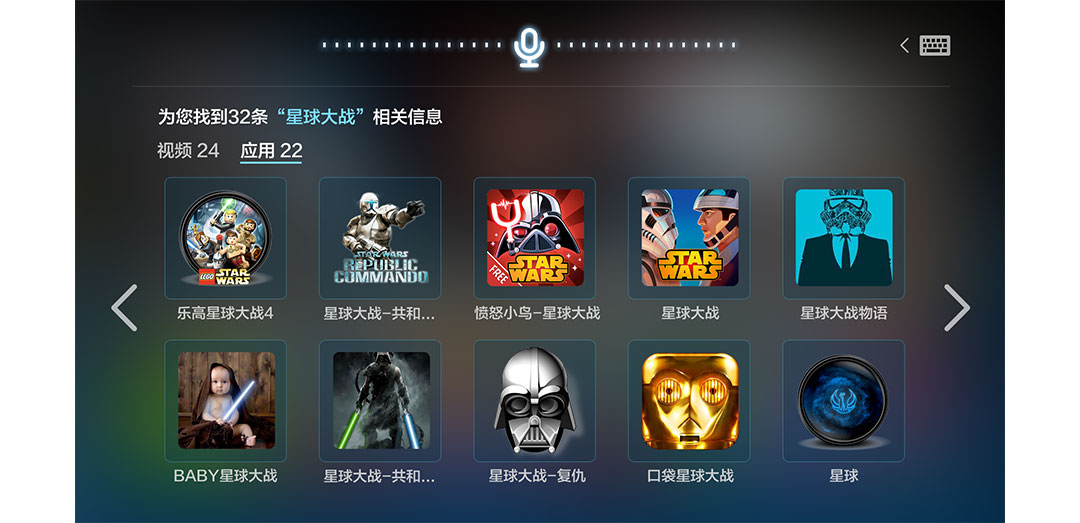 为您找到32条“星球大战”相关信息
视频 24 应用 22
LEGO STAR WARS
STAR WARS
REPUBLIC
COMMANDO
FREE
STAR
WARS
STAR
WARS
乐高星球大战4 星球大战-共和... 愤怒小鸟-星球大战 星球大战 星球大战物语
BABY星球大战 星球大战-共和... 星球大战-复仇 口袋星球大战 星球